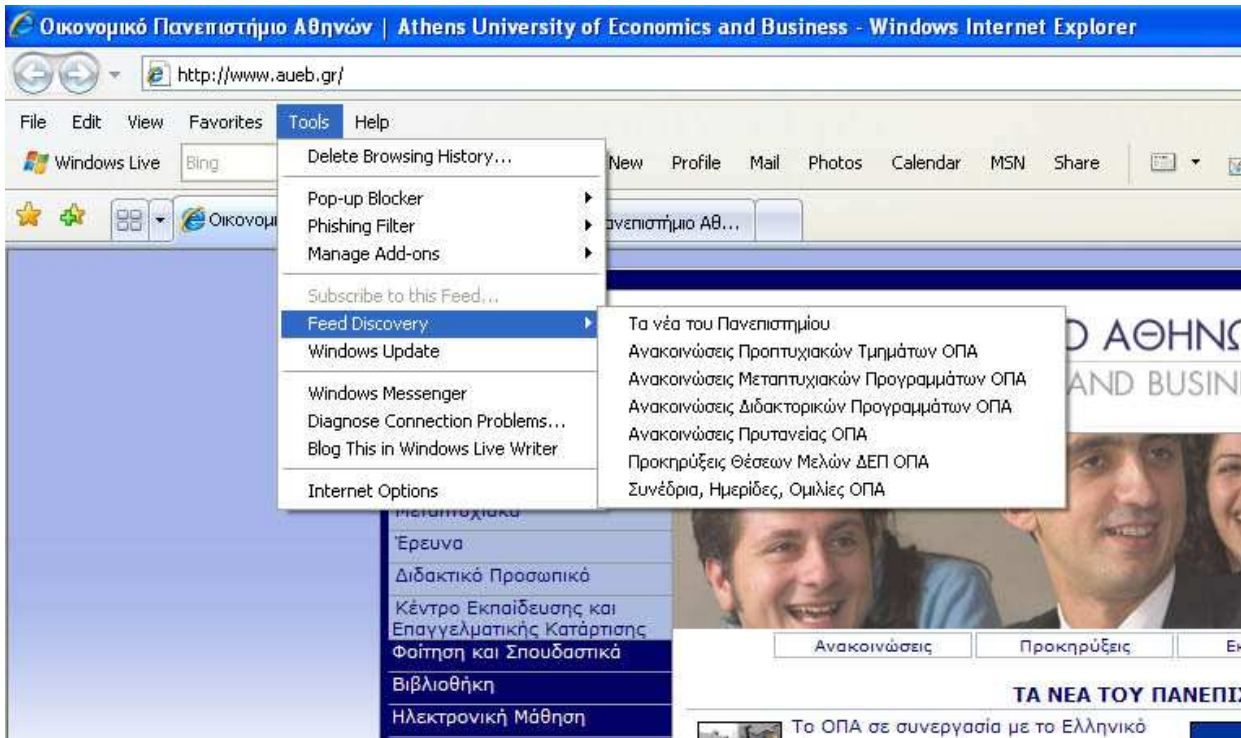 Οικονομικό Πανεπιστήμιο Αθηνών | Athens University of Economics and Business - Windows Internet Explorer
http://www.aueb.gr/
File Edit View Favorites Tools Help
Windows Live Bing New Profile Mail Photos Calendar MSN Share
Delete Browsing History...
Pop-up Blocker
Phishing Filter
Manage Add-ons
Subscribe to this Feed...
Feed Discovery
Windows Update
Windows Messenger
Diagnose Connection Problems...
Blog This in Windows Live Writer
Internet Options
Τα νέα του Πανεπιστημίου
Ανακοινώσεις Προπτυχιακών Τμημάτων ΟΠΑ
Ανακοινώσεις Μεταπτυχιακών Προγραμμάτων ΟΠΑ
Ανακοινώσεις Διδακτορικών Προγραμμάτων ΟΠΑ
Ανακοινώσεις Πρυτανείας ΟΠΑ
Προκηρύξεις Θέσεων Μελών ΔΕΠ ΟΠΑ
Συνέδρια, Ημερίδες, Ομιλίες ΟΠΑ
AND
Μεταπτυχιακά
Έρευνα
Διδακτικό Προσωπικό
Κέντρο Εκπαίδευσης και
Επαγγελματικής Κατάρτισης
Φοίτηση και Σπουδαστικά
Βιβλιοθήκη
Ηλεκτρονική Μάθηση
Ανακοινώσεις Προκηρύξεις
ΤΑ ΝΕΑ ΤΟΥ
Το ΟΠΑ σε συνεργασία με το Ελληνικό